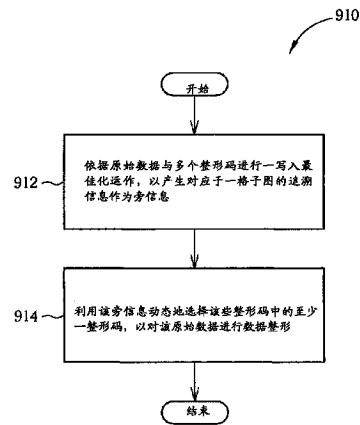 910
开始
912
依据原始数据与多个整形码进行一写入最
佳化运作，以产生对应于一格子图的追溯
信息作为旁信息
914
利用该旁信息动态地选择该些整形码中的至少
一整形码，以对该原始数据进行数据整形
结束